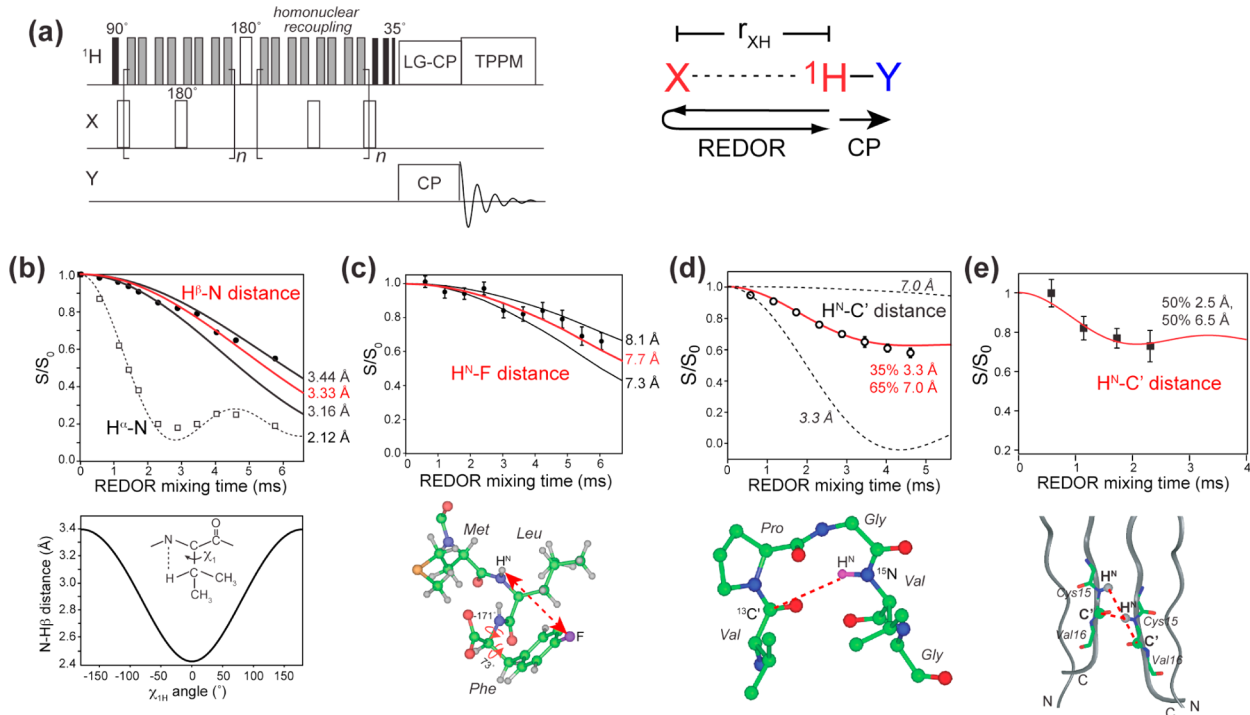 (a)
homonuclear
recoupling
90°
180°
35°
¹H
LG-CP
TPPM
180°
X
n
n
Y
CP
r_XH
X
¹H
Y
REDOR
CP
(b)
S/S₀
1.0
0.8
0.6
0.4
0.2
0.0
Hᵝ-N distance
Hᵅ-N
3.44 Å
3.33 Å
3.16 Å
2.12 Å
0 1 2 3 4 5 6
REDOR mixing time (ms)
N-Hβ distance (Å)
3.4
3.2
3.0
2.8
2.6
2.4
O
N
χ₁
H
CH₃
CH₃
-150 -100 -50 0 50 100 150
χ₁H angle (°)
(c)
S/S₀
1.0
0.8
0.6
0.4
0.2
0.0
Hᴺ-F distance
8.1 Å
7.7 Å
7.3 Å
0 1 2 3 4 5 6
REDOR mixing time (ms)
Met
Leu
Hᴺ
-171°
F
73°
Phe
(d)
S/S₀
1.0
0.8
0.6
0.4
0.2
0.0
7.0 Å
Hᴺ-C' distance
35% 3.3 Å
65% 7.0 Å
3.3 Å
0 1 2 3 4 5
REDOR mixing time (ms)
Pro
Gly
Hᴺ
¹⁵N
Val
¹³C'
Val
Gly
(e)
S/S₀
1.0
0.8
0.6
0.4
0.2
0
50% 2.5 Å,
50% 6.5 Å
Hᴺ-C' distance
0 1 2 3 4
REDOR mixing time (ms)
Hᴺ
Cys15
Hᴺ
C'
Cys15
Val16
C'
Val16
N
C
C
N